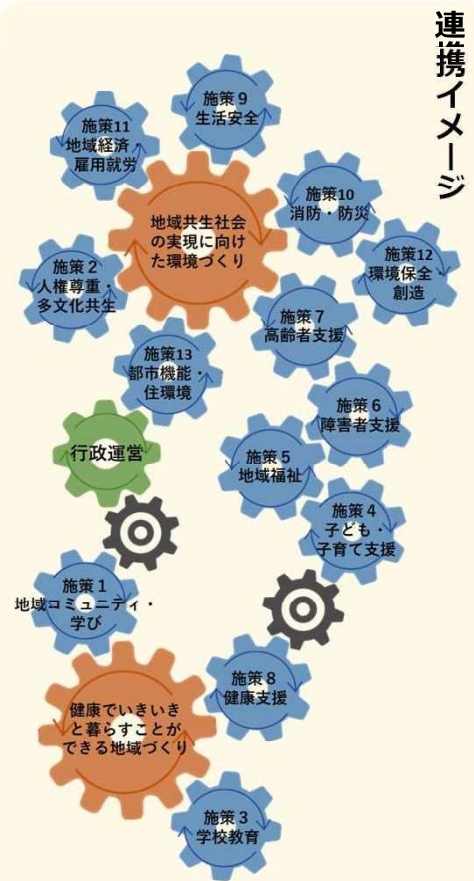 連携イメージ
施策９
生活安全
施策11
地域経済・
雇用就労
施策10
消防・防災
地域共生社会
の実現に向け
た環境づくり
施策12
環境保全・
創造
施策２
人権尊重・
多文化共生
施策７
高齢者支援
施策13
都市機能・
住環境
施策６
障害者支援
行政運営
施策５
地域福祉
施策４
子ども・
子育て支援
施策１
地域コミュニティ・
学び
施策８
健康支援
健康でいきいき
と暮らすことが
できる地域づくり
施策３
学校教育